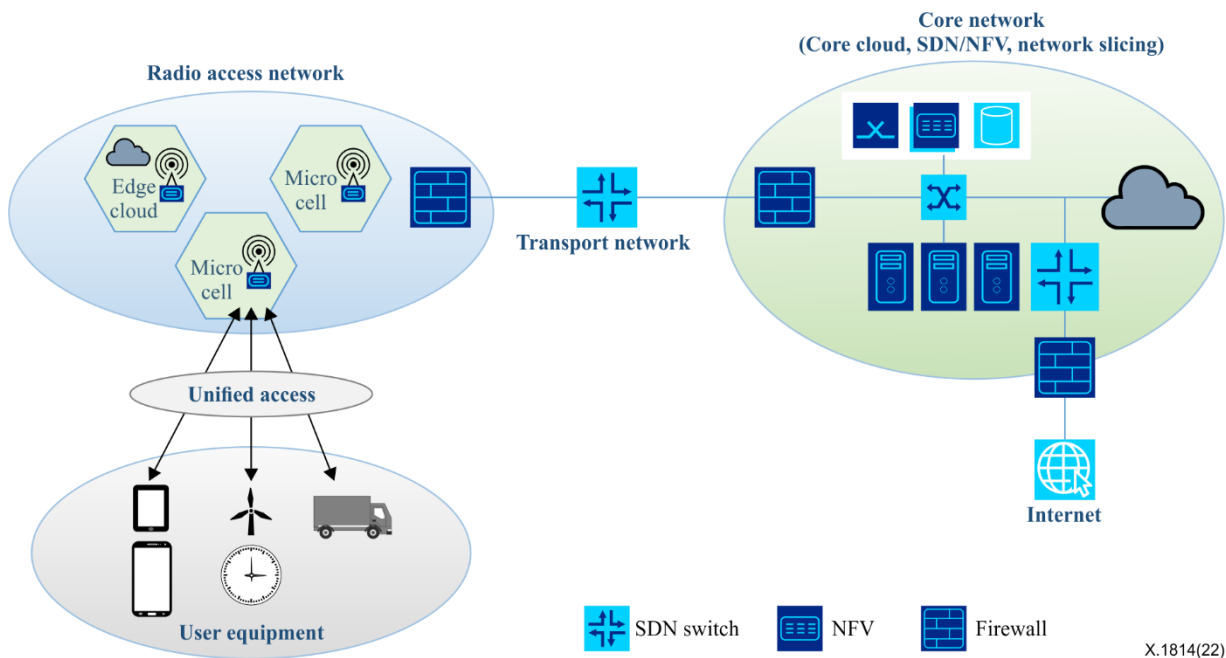 Core network
(Core cloud, SDN/NFV, network slicing)
Radio access network
Edge
cloud
Micro
cell
Micro
cell
Transport network
Unified access
Internet
User equipment
SDN switch
NFV
Firewall
X.1814(22)